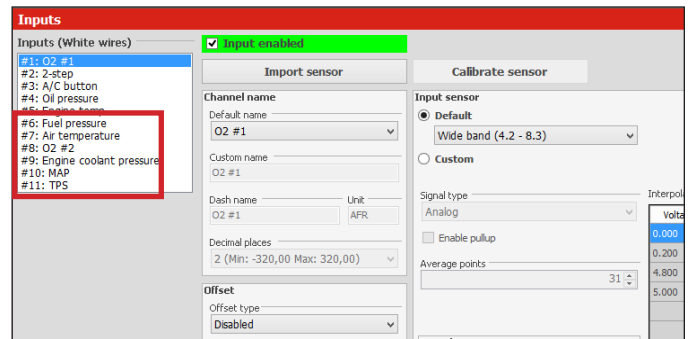 Inputs
Inputs (White wires)
#1: O2 #1
#2: 2-step
#3: A/C button
#4: Oil pressure
#5: Engine temp
#6: Fuel pressure
#7: Air temperature
#8: O2 #2
#9: Engine coolant pressure
#10: MAP
#11: TPS
Input enabled
Import sensor
Calibrate sensor
Channel name
Default name
O2 #1
Custom name
O2 #1
Dash name
Unit
O2 #1
AFR
Decimal places
2 (Min: -320,00 Max: 320,00)
Offset
Offset type
Disabled
Input sensor
Default
Wide band (4.2 - 8.3)
Custom
Signal type
Analog
Enable pullup
Average points
31
Interpol
Volta
0.000
0.200
4.800
5.000